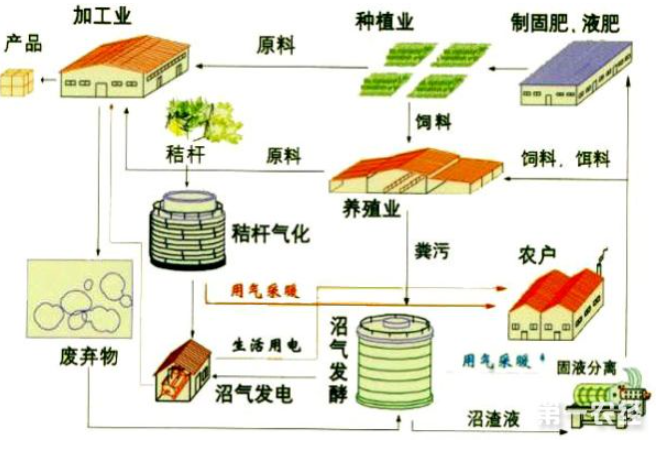 加工业
种植业
制固肥、液肥
产品
原料
饲料
秸杆
原料
饲料，饵料
养殖业
秸杆气化
粪污
农户
用气采暖
沼气发酵
生活用电
用气采暖
固液分离
废弃物
沼气发电
沼渣液
第一农经